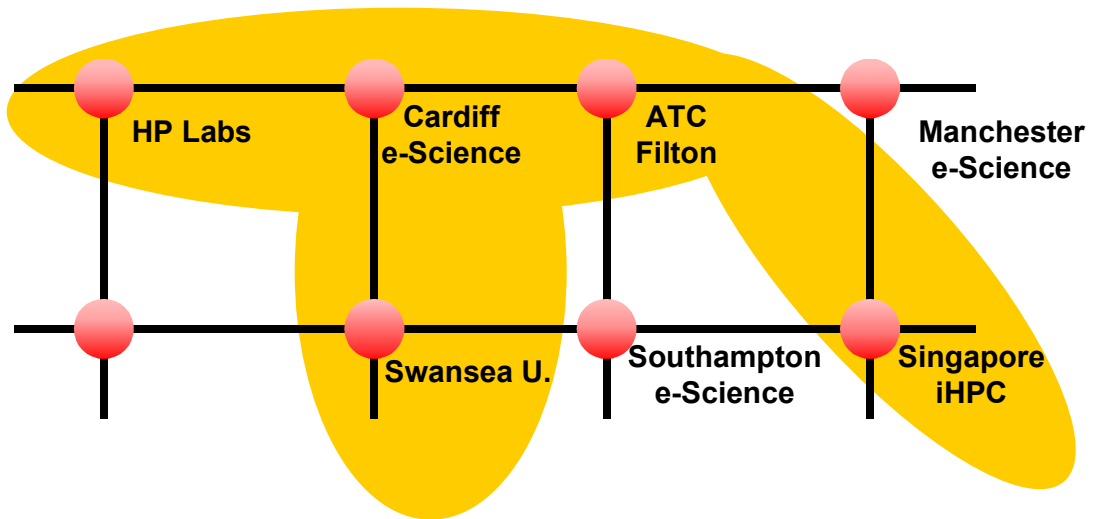 HP Labs
Cardiff
e-Science
ATC
Filton
Manchester
e-Science
Swansea U.
Southampton
e-Science
Singapore
iHPC